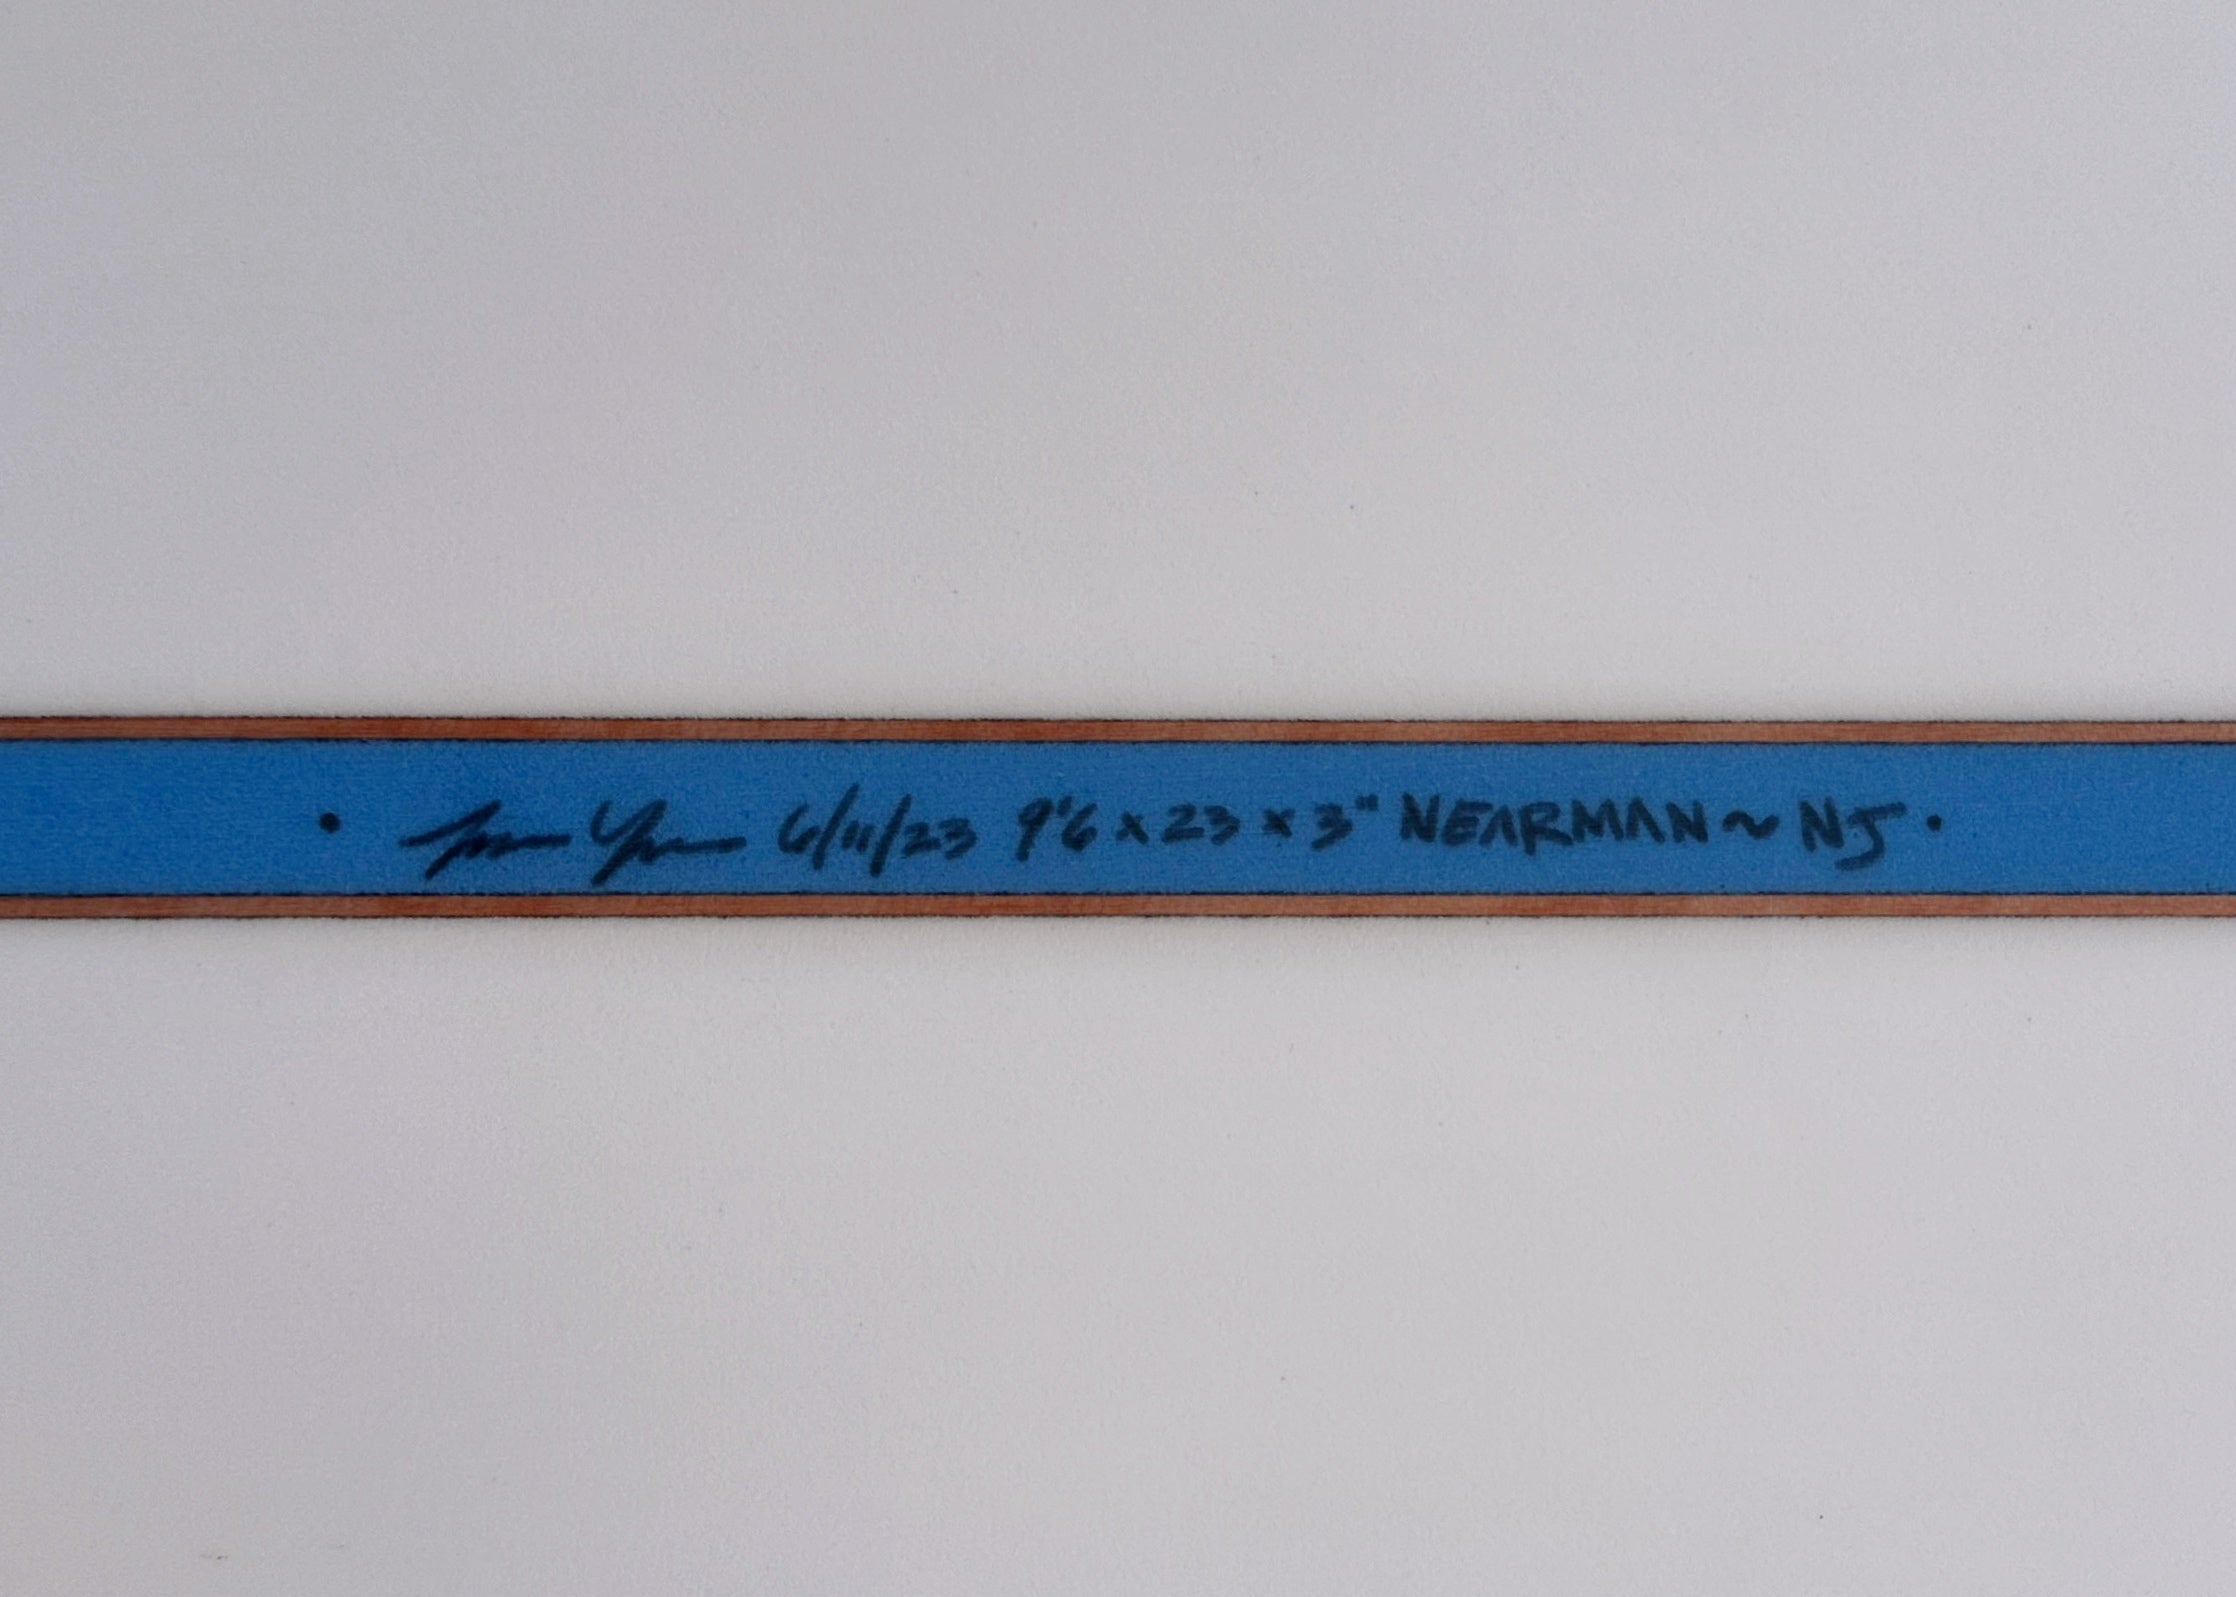 6/11/23 9'6 x 23 x 3" NEARMAN ~ NJ •